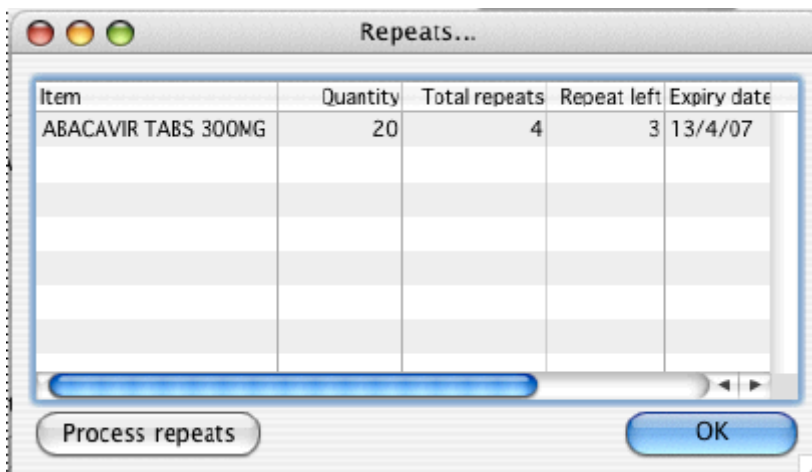 Repeats...
Item Quantity Total repeats Repeat left Expiry date
ABACAVIR TABS 300MG 20 4 3 13/4/07
Process repeats OK